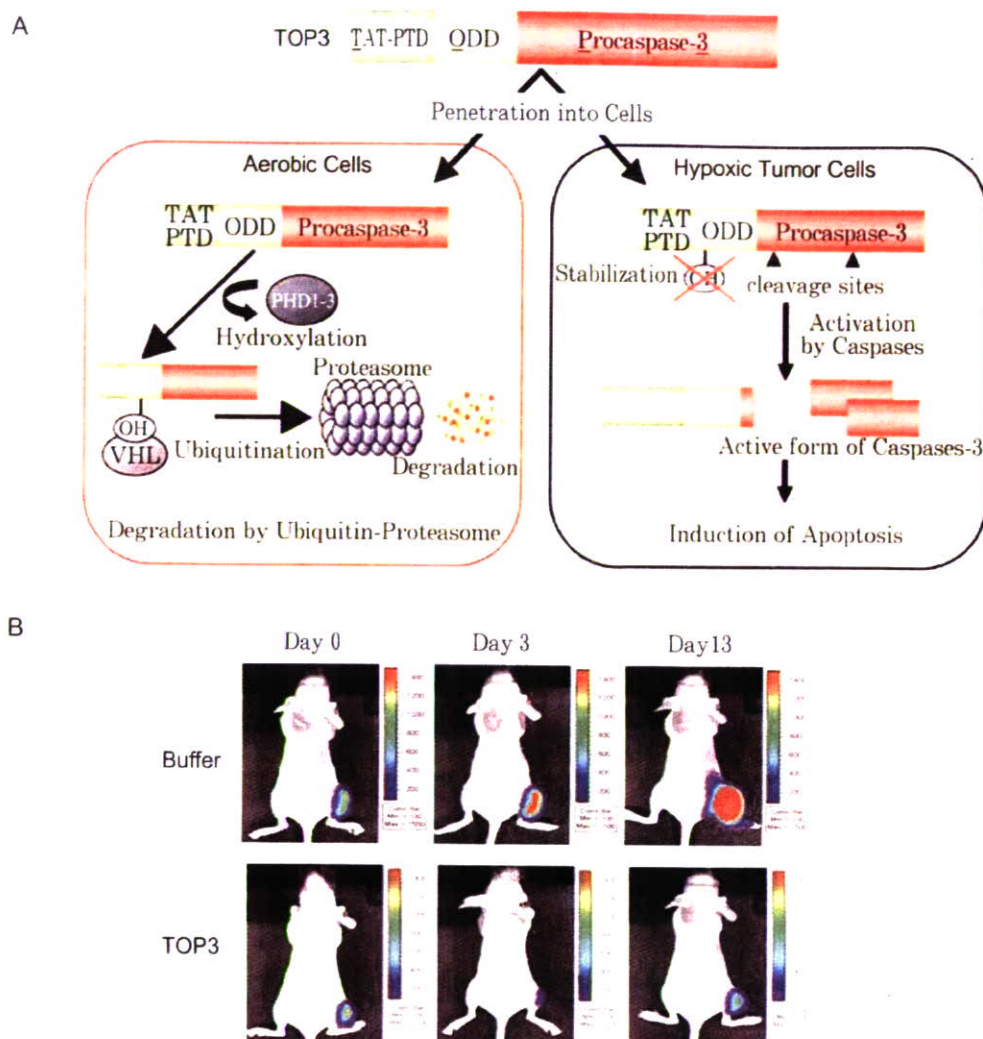 A
TOP3 TAT-PTD ODD Procaspase-3
Penetration into Cells
Aerobic Cells
TAT
PTD ODD Procaspase-3
PHD1-3
Hydroxylation
Proteasome
OH
VHL
Ubiquitination
Degradation
Degradation by Ubiquitin-Proteasome
Hypoxic Tumor Cells
TAT
PTD ODD Procaspase-3
Stabilization OH
cleavage sites
Activation
by Caspases
Active form of Caspases-3
Induction of Apoptosis
B
Day 0 Day 3 Day13
Buffer
TOP3